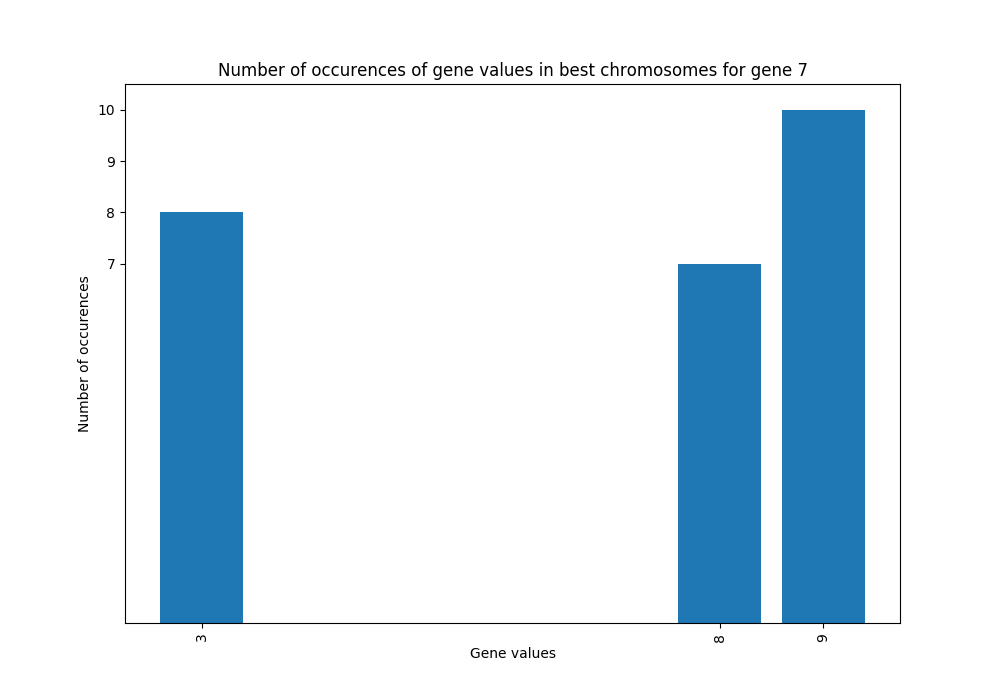 Number of occurences of gene values in best chromosomes for gene 7
10
9
8
7
Number of occurences
3
8
9
Gene values